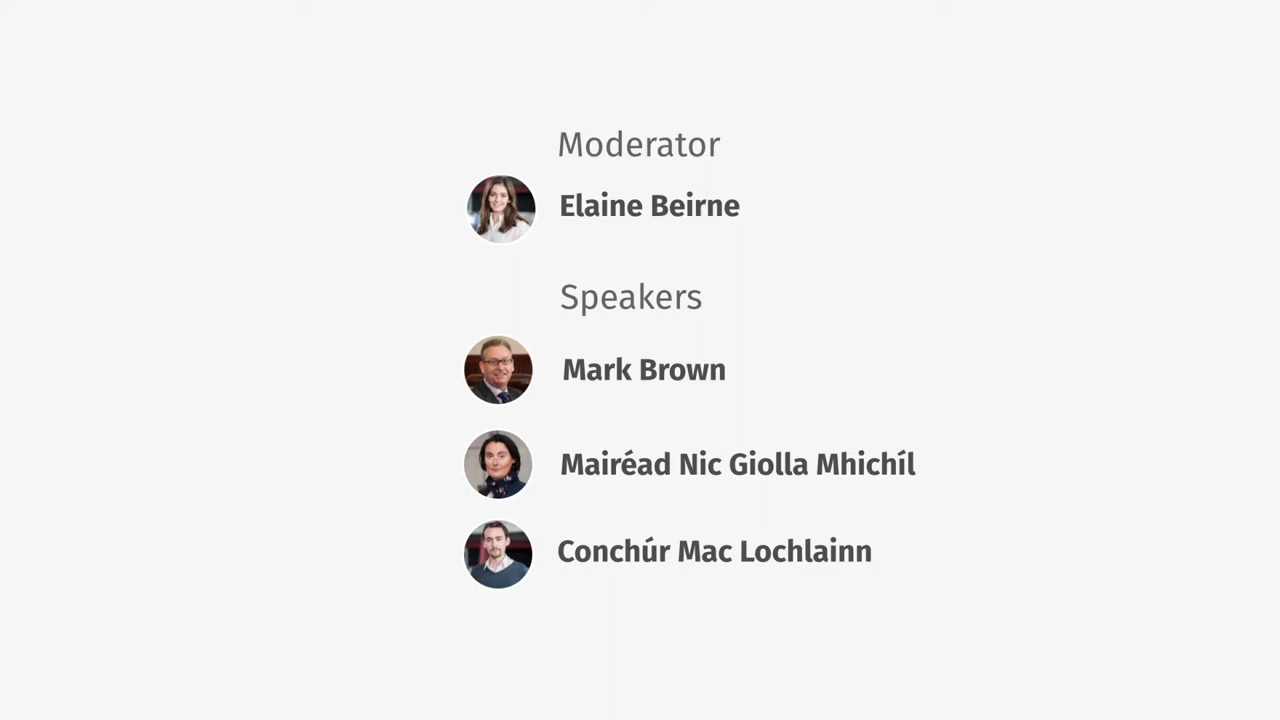 Moderator
Elaine Beirne
Speakers
Mark Brown
Mairéad Nic Giolla Mhichíl
Conchúr Mac Lochlainn